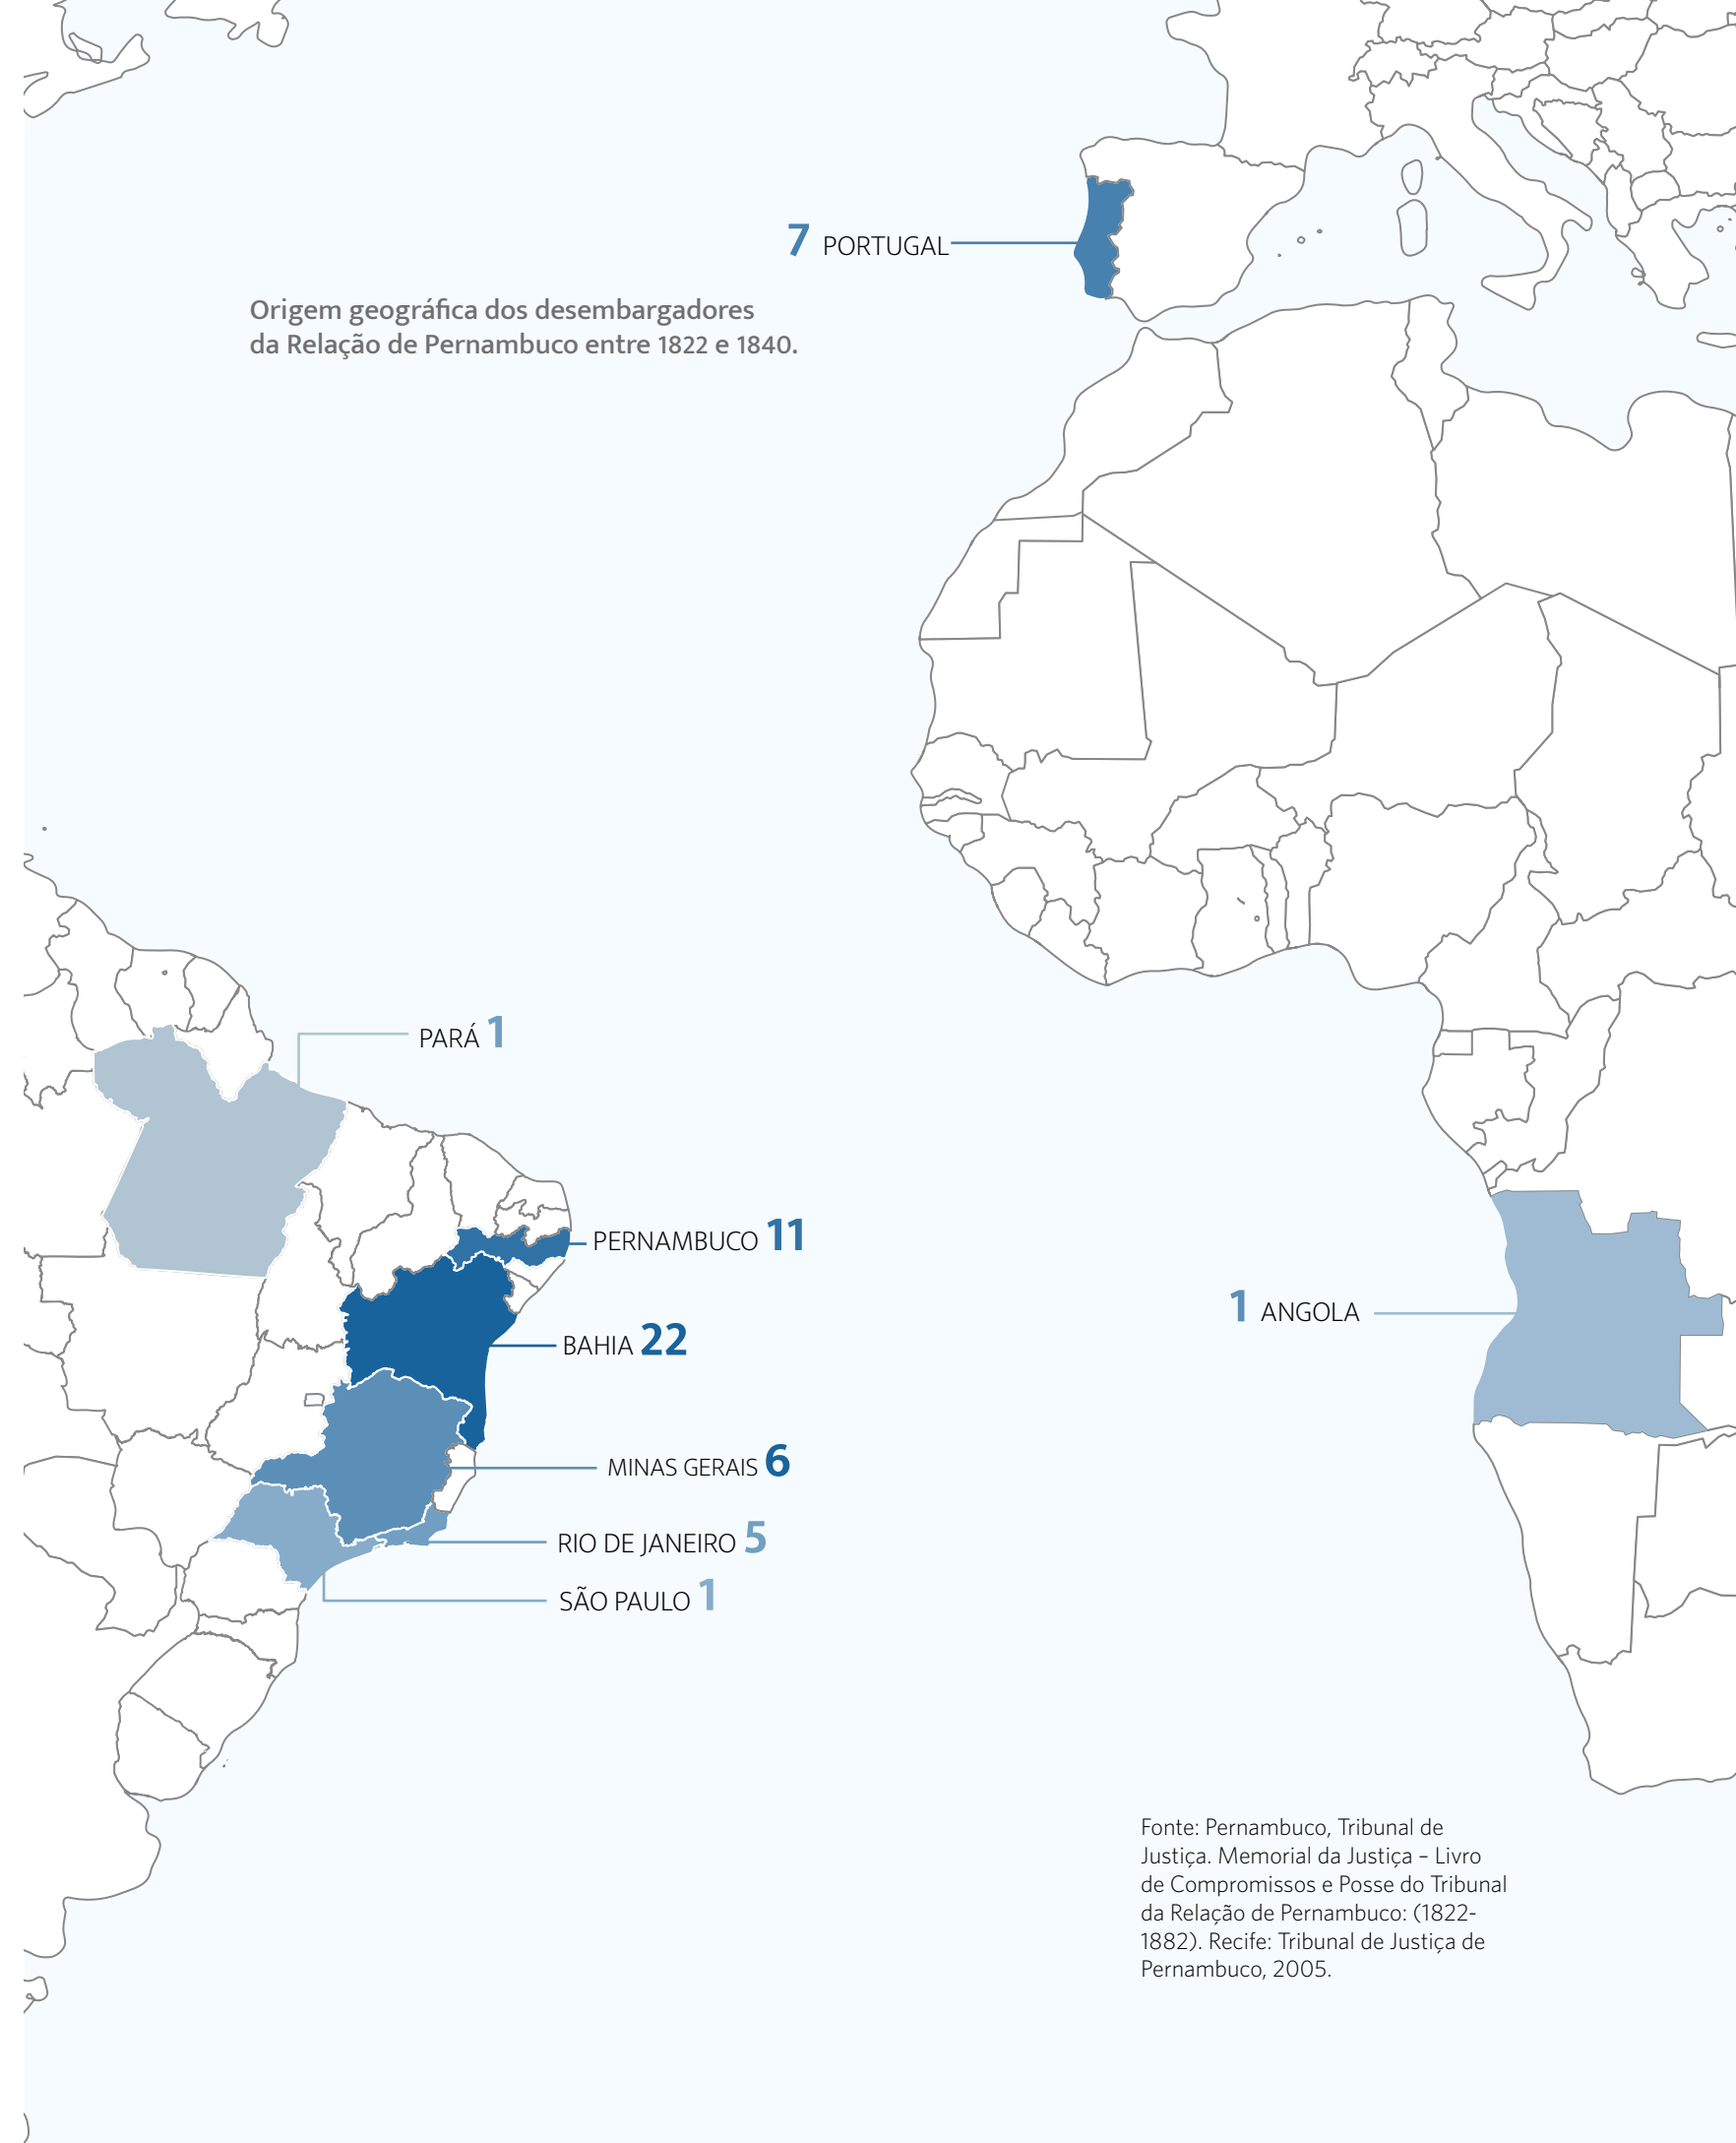 7 PORTUGAL
Origem geográfica dos desembargadores
da Relação de Pernambuco entre 1822 e 1840.
PARÁ 1
PERNAMBUCO 11
1 ANGOLA
BAHIA 22
MINAS GERAIS 6
RIO DE JANEIRO 5
SÃO PAULO 1
Fonte: Pernambuco, Tribunal de
Justiça. Memorial da Justiça – Livro
de Compromissos e Posse do Tribunal
da Relação de Pernambuco: (1822-
1882). Recife: Tribunal de Justiça de
Pernambuco, 2005.